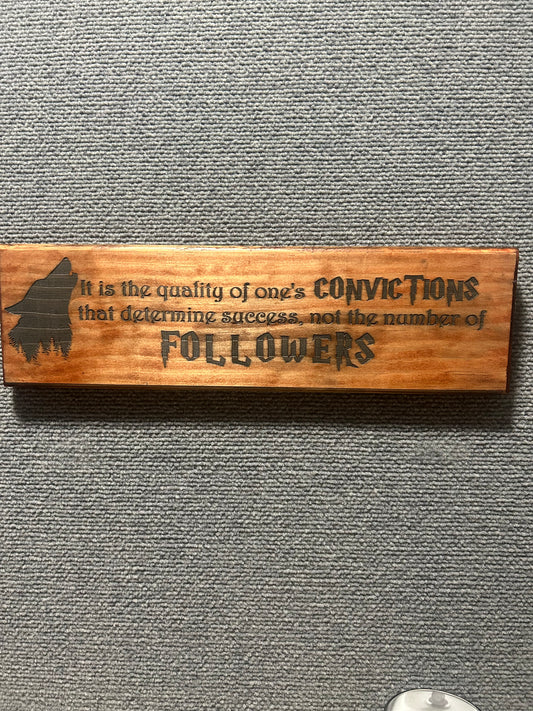 It is the quality of one's CONVICTIONS
that determine success, not the number of
FOLLOWERS